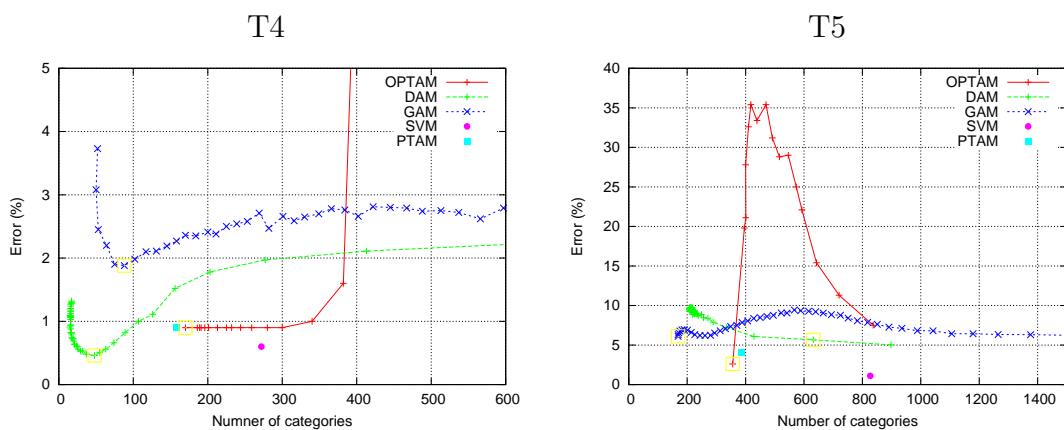 T4
5
4
3
2
1
0
Error (%)
0 100 200 300 400 500 600
Numner of categories
OPTAM
DAM
GAM
SVM
PTAM
T5
40
35
30
25
20
15
10
5
0
Error (%)
0 200 400 600 800 1000 1200 1400
Number of categories
OPTAM
DAM
GAM
SVM
PTAM